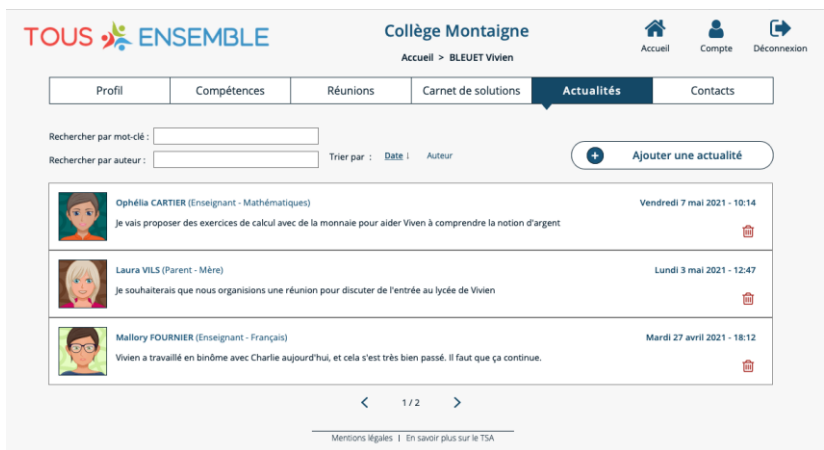 TOUS ENSEMBLE
Collège Montaigne
Accueil > BLEUET Vivien
Accueil Compte Déconnexion
Profil Compétences Réunions Carnet de solutions Actualités Contacts
Rechercher par mot-clé :
Rechercher par auteur : Trier par : Date ↓ Auteur
Ajouter une actualité
Ophélia CARTIER (Enseignant - Mathématiques) Vendredi 7 mai 2021 - 10:14
Je vais proposer des exercices de calcul avec de la monnaie pour aider Viven à comprendre la notion d'argent
Laura VILS (Parent - Mère) Lundi 3 mai 2021 - 12:47
Je souhaiterais que nous organisions une réunion pour discuter de l'entrée au lycée de Vivien
Mallory FOURNIER (Enseignant - Français) Mardi 27 avril 2021 - 18:12
Vivien a travaillé en binôme avec Charlie aujourd'hui, et cela s'est très bien passé. Il faut que ça continue.
< 1 / 2 >
Mentions légales | En savoir plus sur le TSA